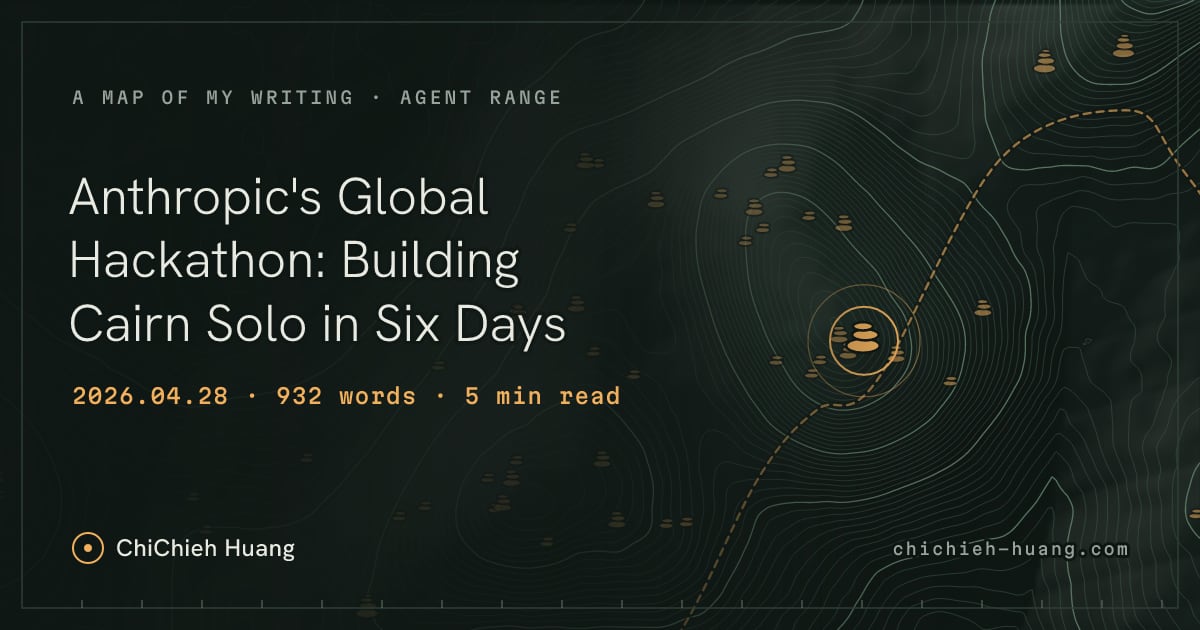 A MAP OF MY WRITING · AGENT RANGE
Anthropic's Global
Hackathon: Building
Cairn Solo in Six Days
2026.04.28 · 932 words · 5 min read
ChiChieh Huang
chichieh-huang.com